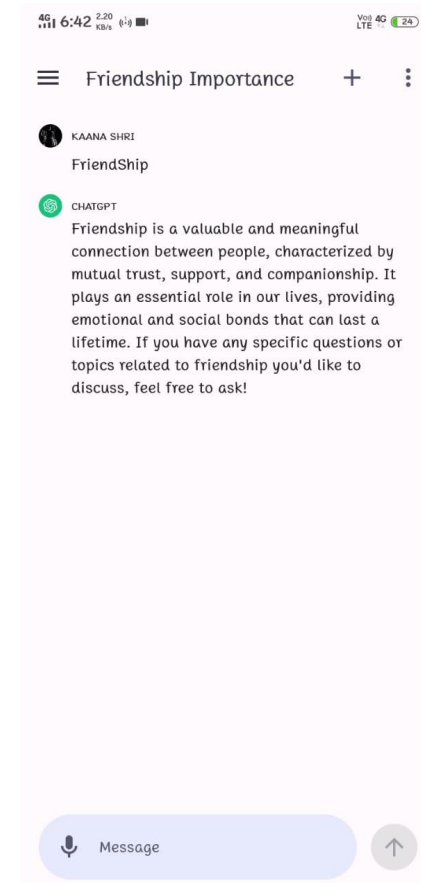 4G 6:42 2.20 KB/s Vo)) LTE 4G 24
Friendship Importance
KAANA SHRI
FriendShip
CHATGPT
Friendship is a valuable and meaningful
connection between people, characterized by
mutual trust, support, and companionship. It
plays an essential role in our lives, providing
emotional and social bonds that can last a
lifetime. If you have any specific questions or
topics related to friendship you'd like to
discuss, feel free to ask!
Message